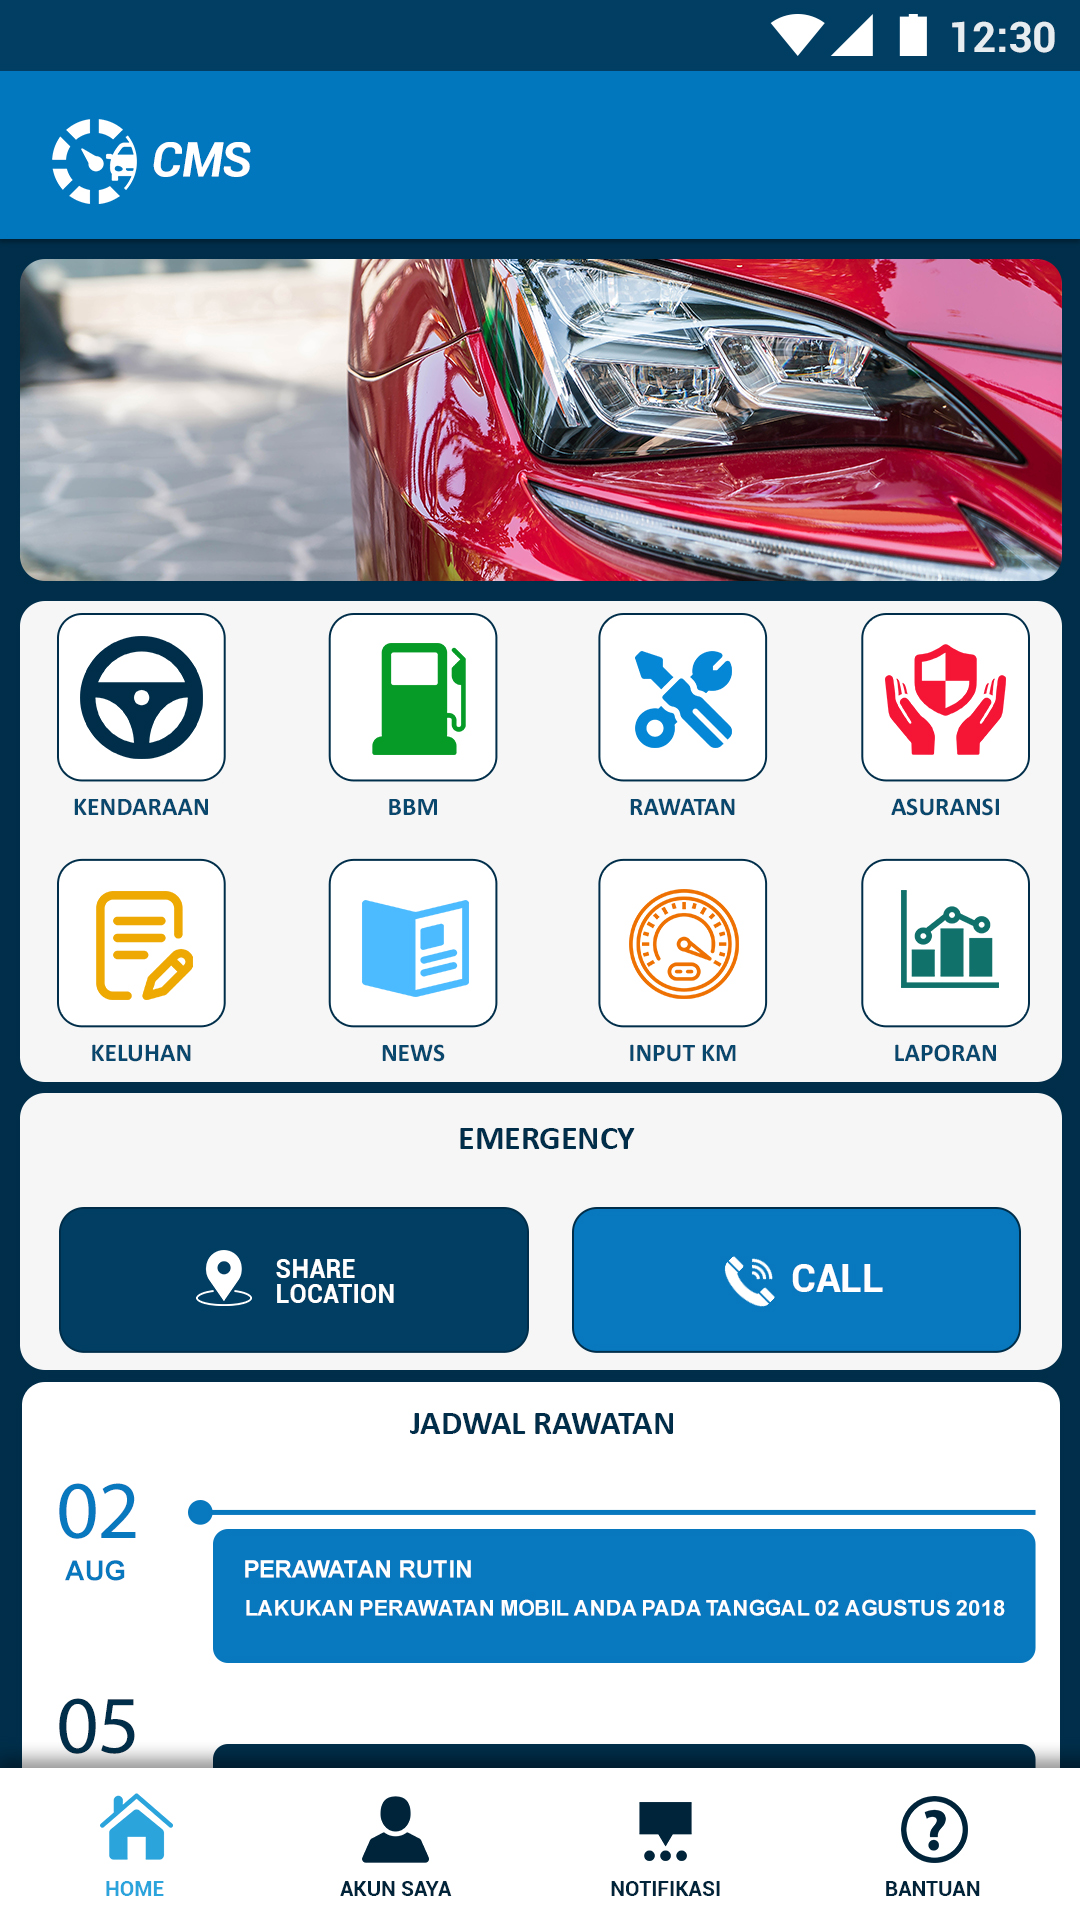 12:30
CMS
KENDARAAN
BBM
RAWATAN
ASURANSI
KELUHAN
NEWS
INPUT KM
LAPORAN
EMERGENCY
SHARE
LOCATION
CALL
JADWAL RAWATAN
02
AUG
PERAWATAN RUTIN
LAKUKAN PERAWATAN MOBIL ANDA PADA TANGGAL 02 AGUSTUS 2018
05
HOME
AKUN SAYA
NOTIFIKASI
BANTUAN